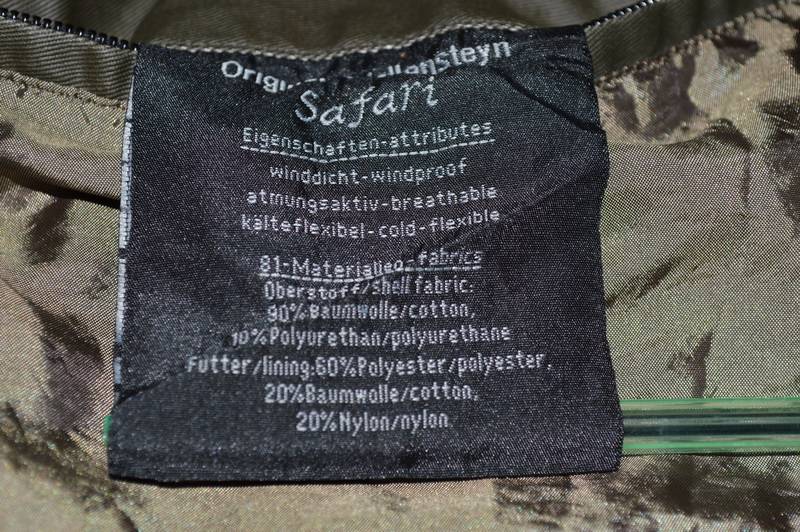 Safari
Eigenschaften-attributes
winddicht-windproof
atmungsaktiv-breathable
kälteflexibel-cold-flexible
81-Materialien-fabrics
Oberstoff/shell fabric:
90%Baumwolle/cotton,
10%Polyurethan/polyurethane
Futter/lining:60%Polyester/polyester,
20%Baumwolle/cotton,
20%Nylon/nylon